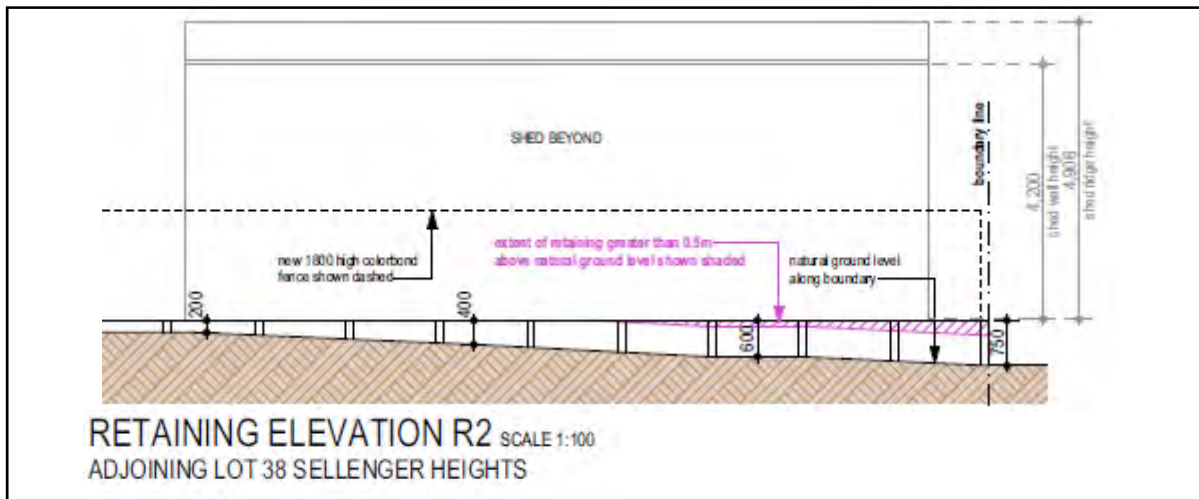 SHED BEYOND
boundary line
4,200
shed wall height
4,906
shed ridge height
extent of retaining greater than 0.5m
above natural ground level shown shaded
new 1800 high colorbond
fence shown dashed
natural ground level
along boundary
200
400
600
750
RETAINING ELEVATION R2 SCALE 1:100
ADJOINING LOT 38 SELLENGER HEIGHTS